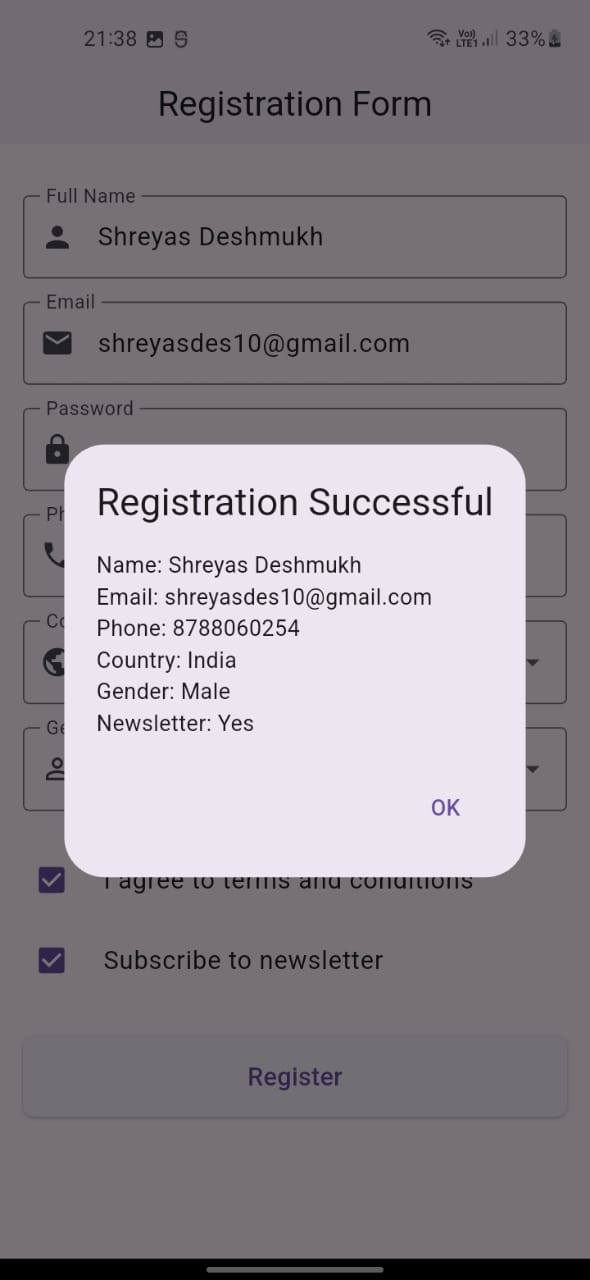 21:38
Vo)) LTE1 33%
Registration Form
Full Name
Shreyas Deshmukh
Email
shreyasdes10@gmail.com
Password
Registration Successful
Name: Shreyas Deshmukh
Email: shreyasdes10@gmail.com
Phone: 8788060254
Country: India
Gender: Male
Newsletter: Yes
OK
I agree to terms and conditions
Subscribe to newsletter
Register